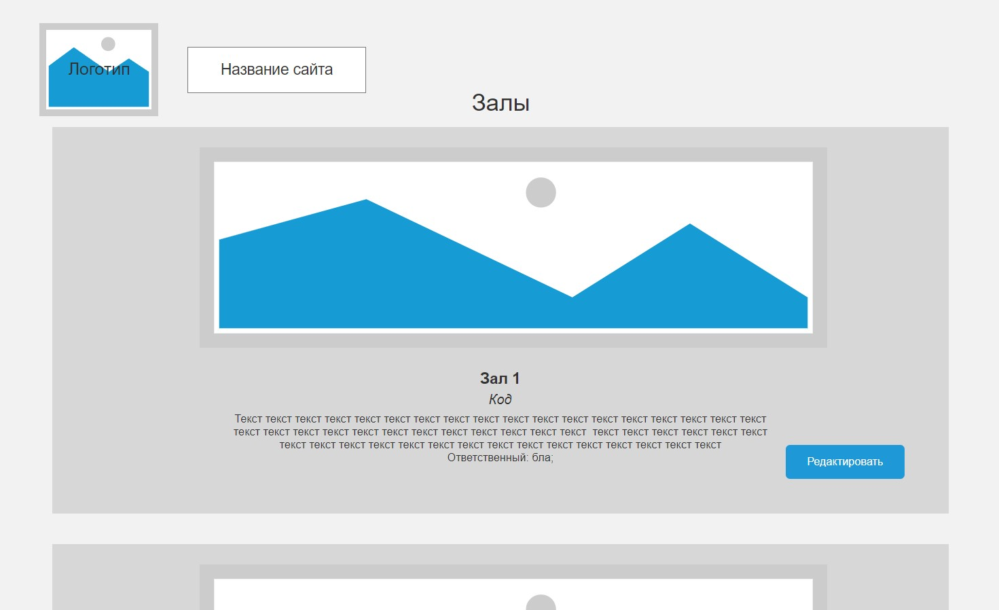 Логотип
Название сайта
Залы
Зал 1
Код
Текст текст текст текст текст текст текст текст текст текст текст текст текст текст текст текст текст текст
текст текст текст текст текст текст текст текст текст текст текст текст  текст текст текст текст текст текст
текст текст текст текст текст текст текст текст текст текст текст текст текст текст текст
Ответственный: бла;
Редактировать